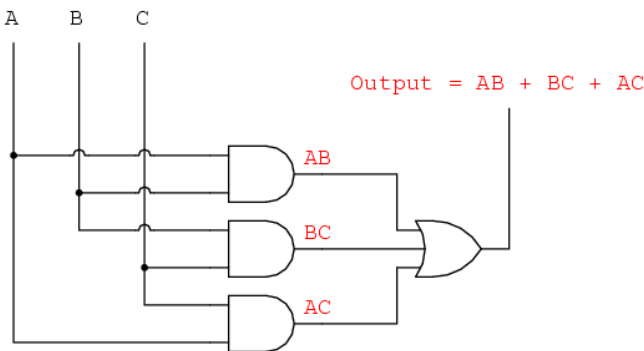 A B C
Output = AB + BC + AC
AB
BC
AC